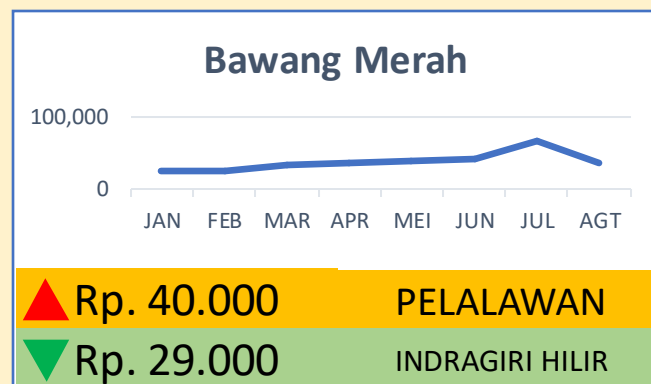 Bawang Merah
100,000
0
JAN FEB MAR APR MEI JUN JUL AGT
Rp. 40.000 PELALAWAN
Rp. 29.000 INDRAGIRI HILIR